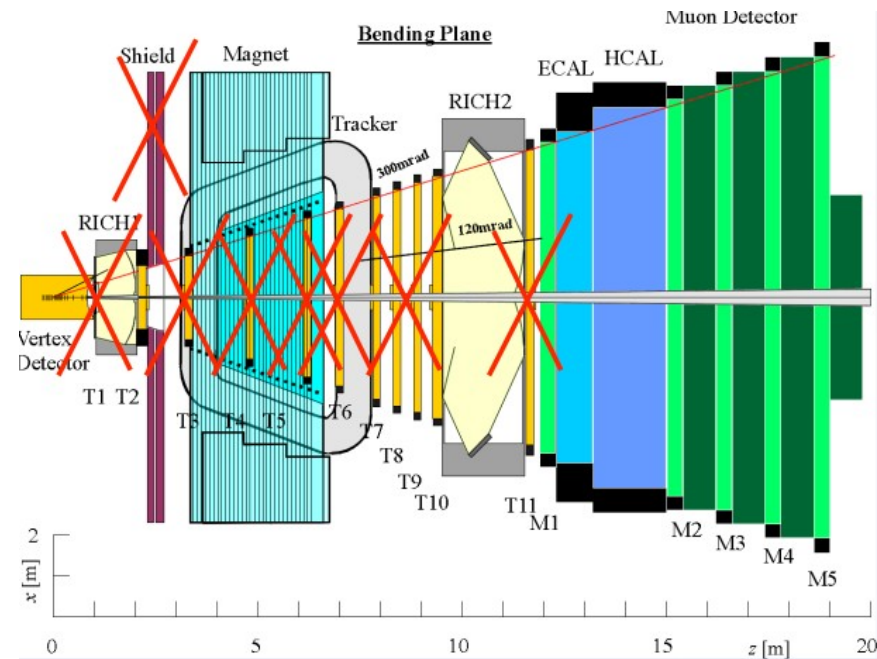 Muon Detector
Bending Plane
Shield
Magnet
HCAL
ECAL
RICH2
Tracker
300mrad
RICH1
120mrad
Vertex
Detector
T1 T2
T3
T4
T5
T6
T7
T8
T9
T10
T11
M1
M2
M3
M4
M5
2
x [m]
0
5
10
15
20
z [m]